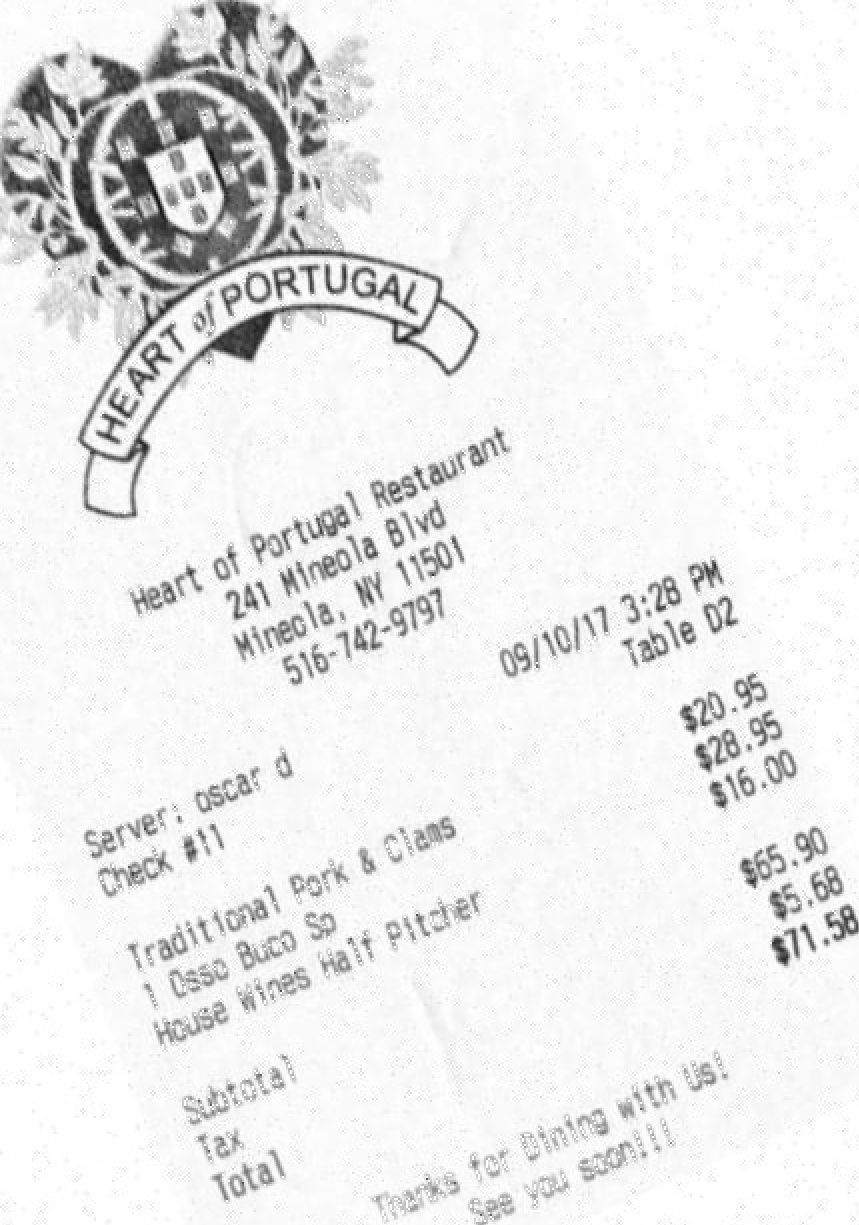 HEART of PORTUGAL
Heart of Portugal Restaurant
241 Mineola Blvd
Mineola, NY 11501
516-742-9797
Server: oscar d 09/10/17 3:28 PM
Check #11 Table D2
Traditional Pork & Clams $20.95
1 Osso Buco Sp $28.95
House Wines Half Pitcher $16.00
Subtotal $65.90
Tax $5.68
Total $71.58
Thanks for Dining with Us!
See you soon!!!